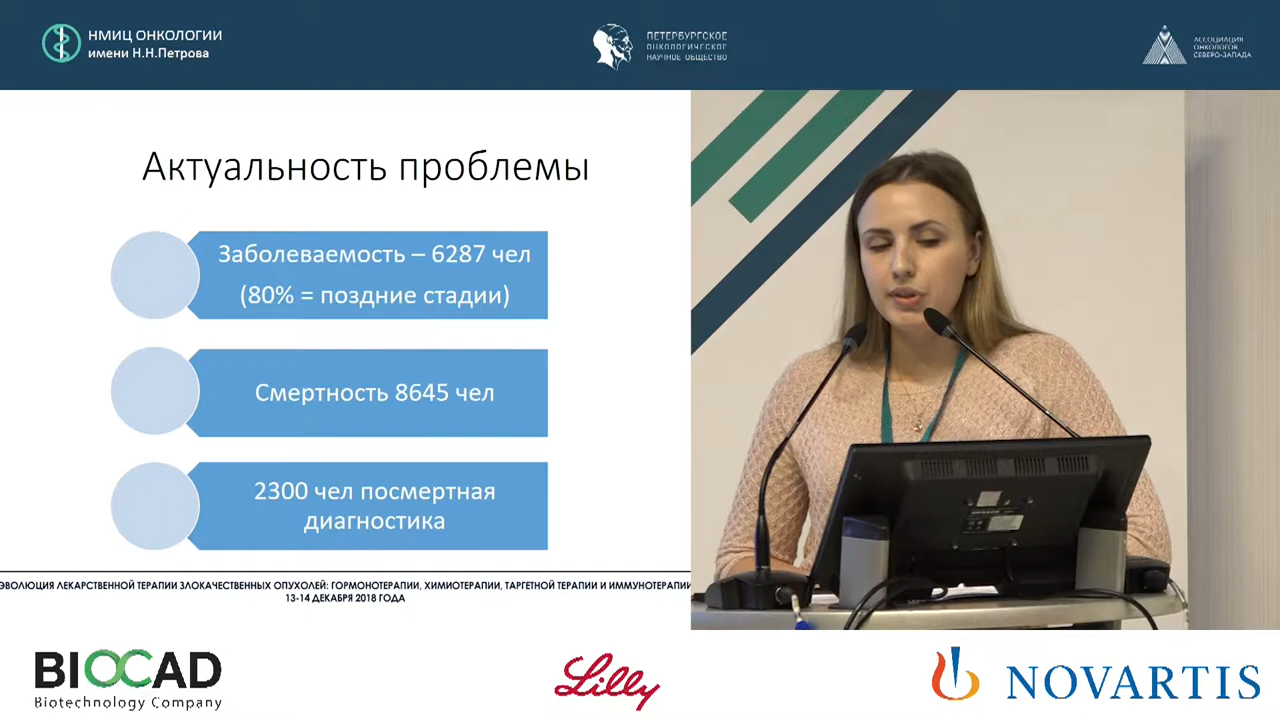 НМИЦ ОНКОЛОГИИ
имени Н.Н.Петрова
ПЕТЕРБУРГСКОЕ
ОНКОЛОГИЧЕСКОЕ
НАУЧНОЕ ОБЩЕСТВО
АССОЦИАЦИЯ
ОНКОЛОГОВ
СЕВЕРО-ЗАПАДА
Актуальность проблемы
Заболеваемость – 6287 чел
(80% = поздние стадии)
Смертность 8645 чел
2300 чел посмертная
диагностика
ЭВОЛЮЦИЯ ЛЕКАРСТВЕННОЙ ТЕРАПИИ ЗЛОКАЧЕСТВЕННЫХ ОПУХОЛЕЙ: ГОРМОНОТЕРАПИИ, ХИМИОТЕРАПИИ, ТАРГЕТНОЙ ТЕРАПИИ И ИММУНОТЕРАПИИ
13-14 ДЕКАБРЯ 2018 ГОДА
BIOCAD
Biotechnology Company
Lilly
NOVARTIS